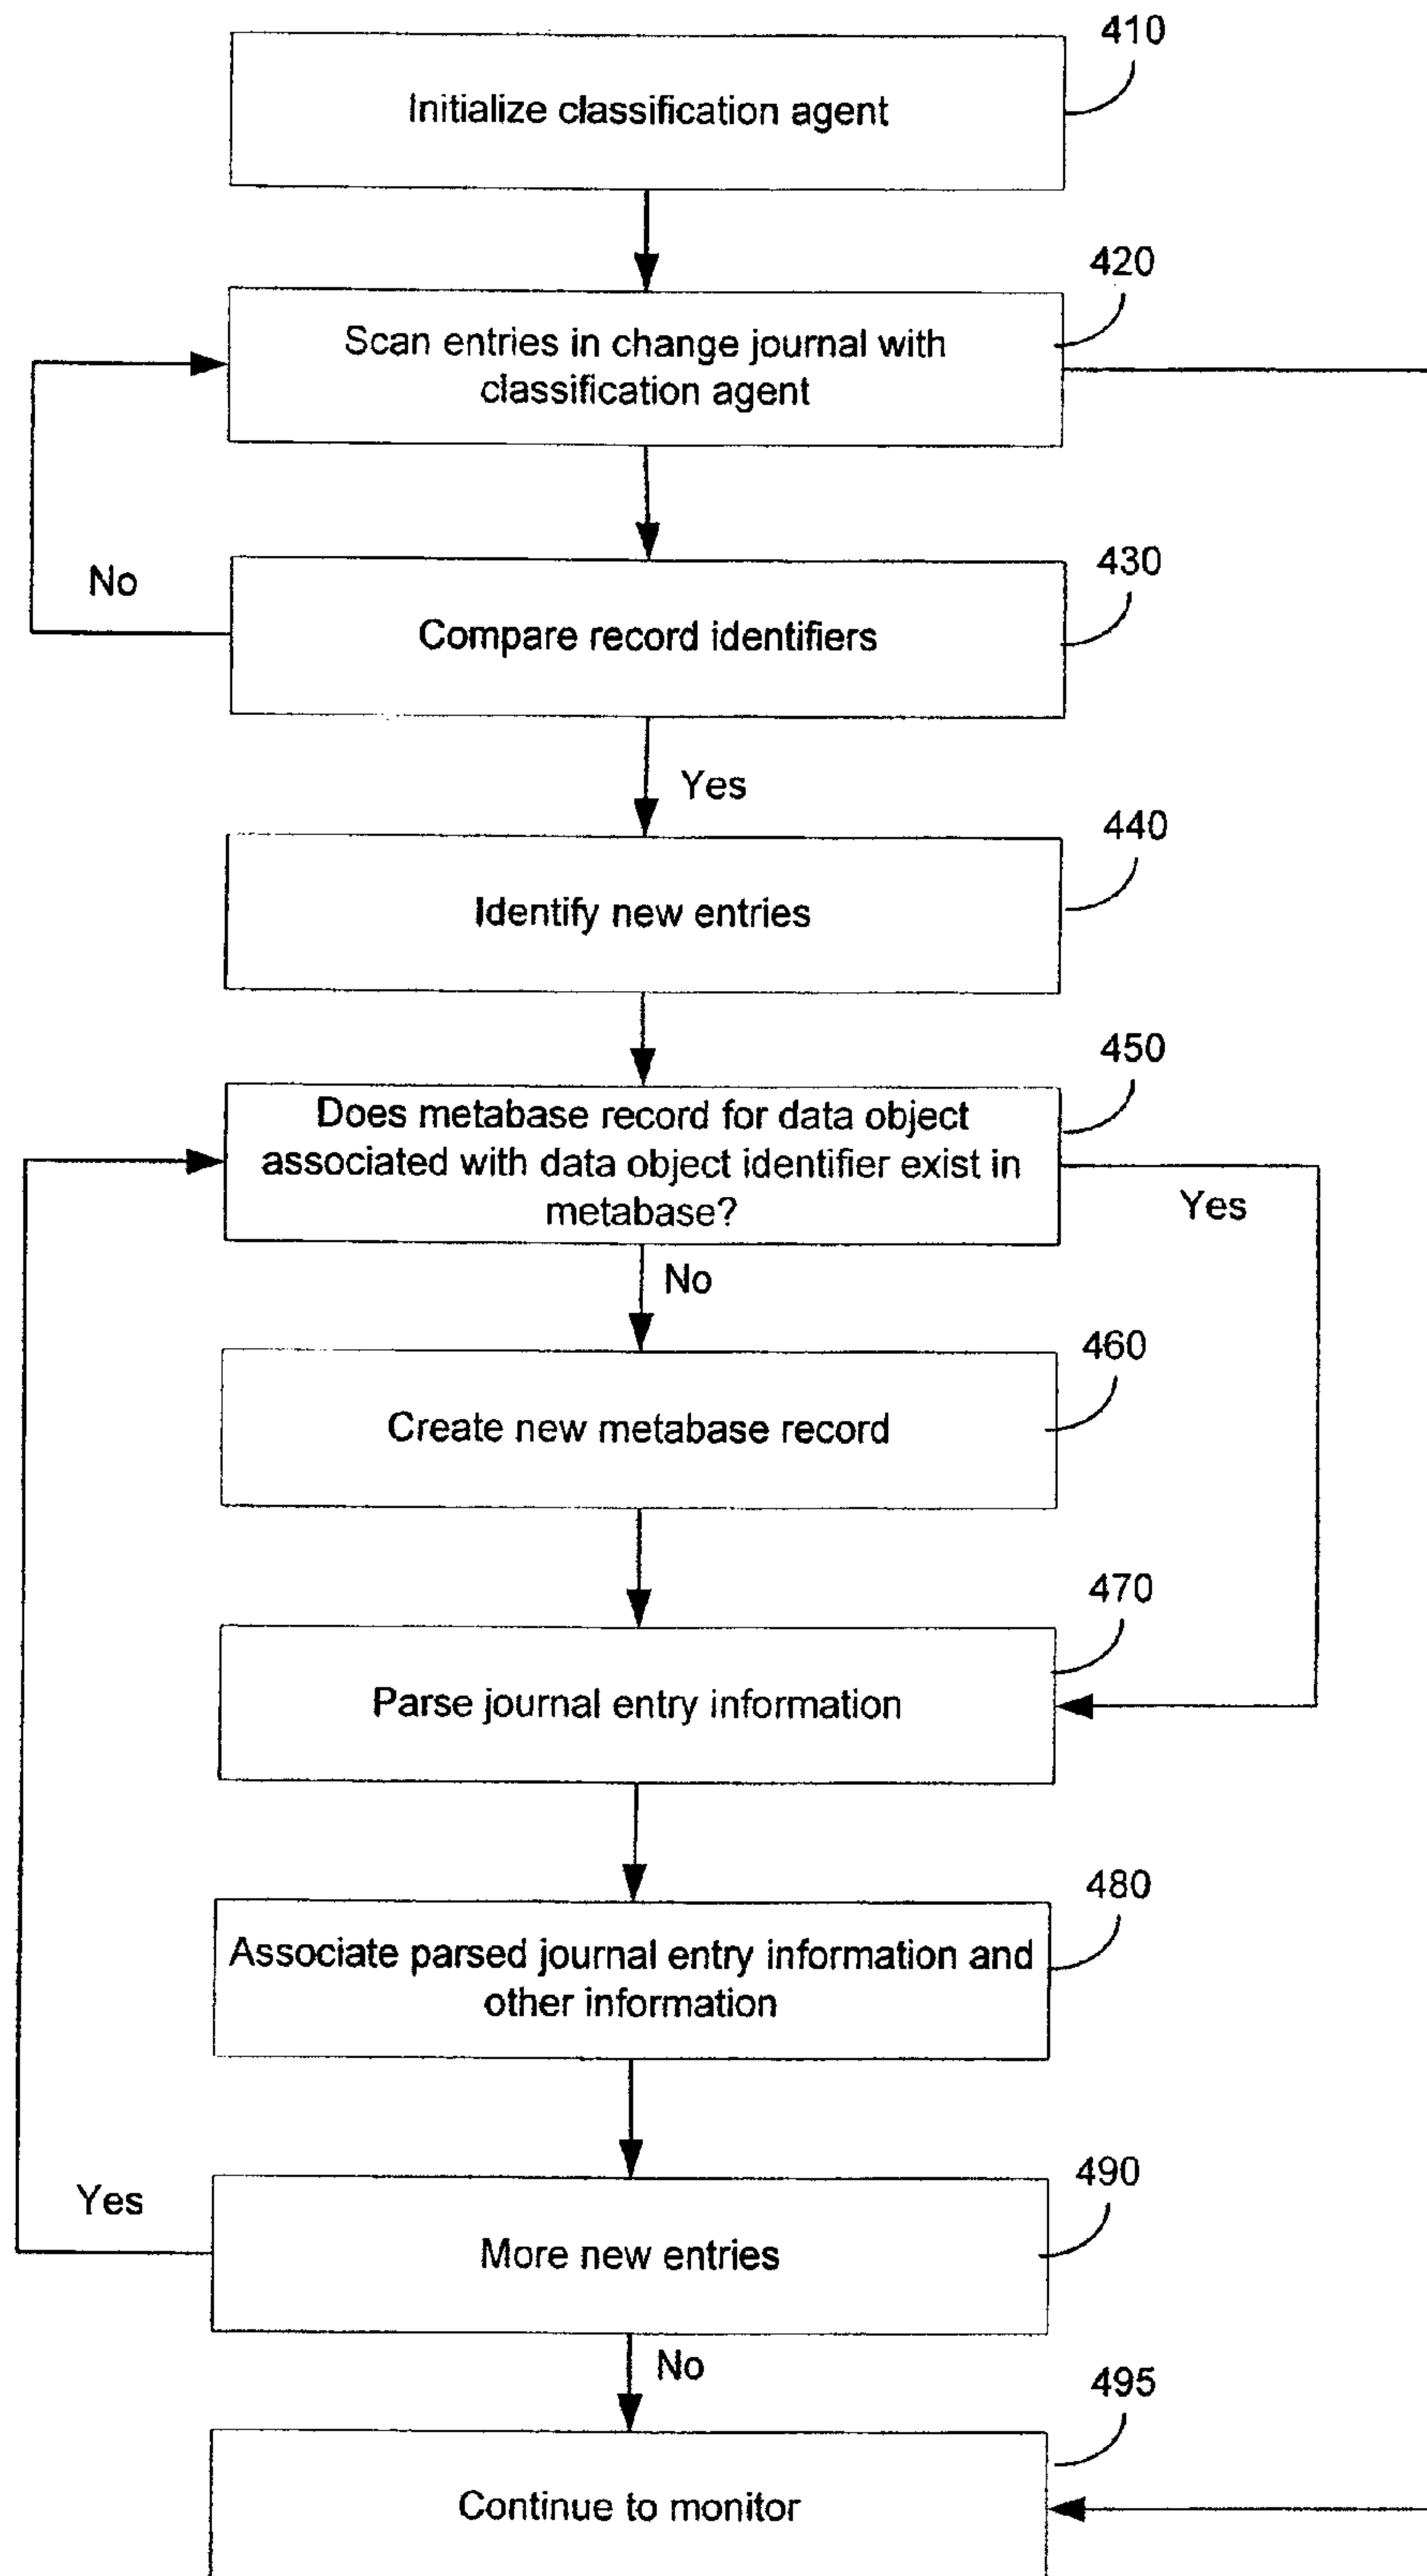 410
Initialize classification agent
420
Scan entries in change journal with
classification agent
430
No
Compare record identifiers
Yes
440
Identify new entries
450
Does metabase record for data object
associated with data object identifier exist in
metabase?
Yes
No
460
Create new metabase record
470
Parse journal entry information
480
Associate parsed journal entry information and
other information
490
Yes
More new entries
No
495
Continue to monitor